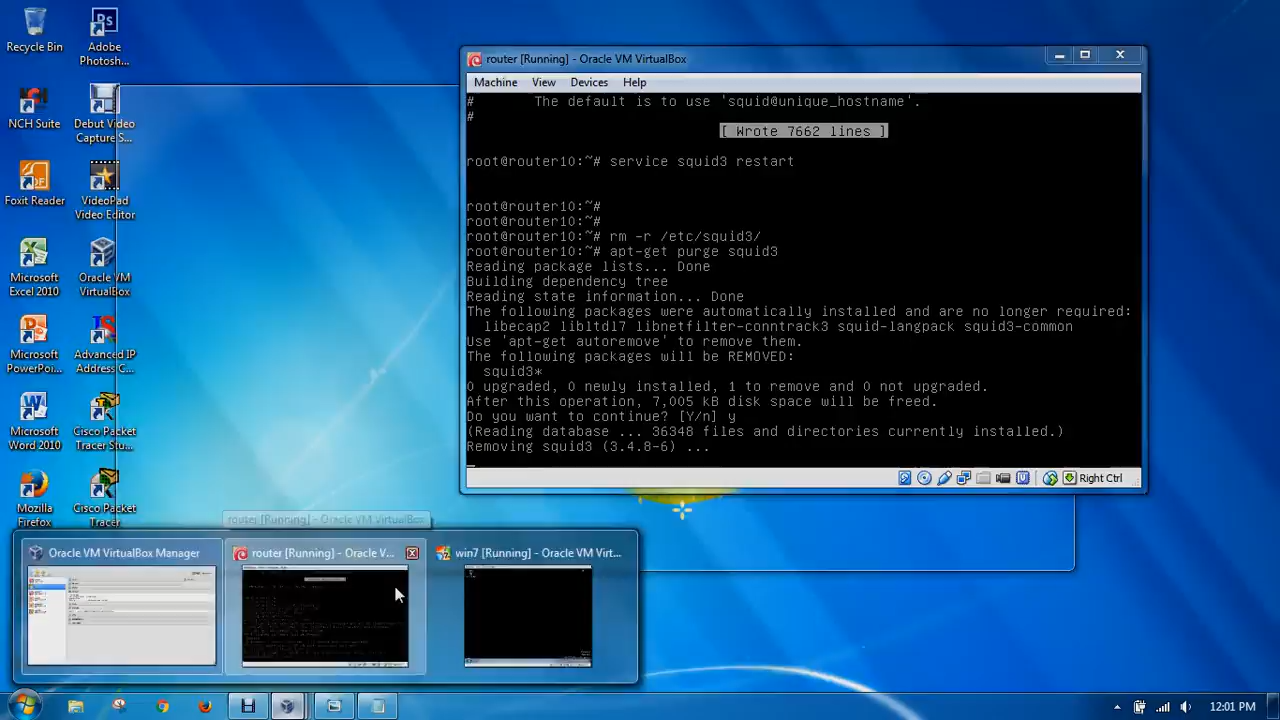 Recycle Bin
Adobe
Photosh...
NCH Suite
Debut Video
Capture S...
Foxit Reader
VideoPad
Video Editor
Microsoft
Excel 2010
Oracle VM
VirtualBox
Microsoft
PowerPoi...
Advanced IP
Address C...
Microsoft
Word 2010
Cisco Packet
Tracer Stu...
Mozilla
Firefox
Cisco Packet
Tracer
router [Running] - Oracle VM VirtualBox
Machine View Devices Help
# The default is to use 'squid@unique_hostname'.
#
[ Wrote 7662 lines ]
root@router10:~# service squid3 restart
root@router10:~#
root@router10:~#
root@router10:~# rm -r /etc/squid3/
root@router10:~# apt-get purge squid3
Reading package lists... Done
Building dependency tree
Reading state information... Done
The following packages were automatically installed and are no longer required:
libecap2 libltdl7 libnetfilter-conntrack3 squid-langpack squid3-common
Use 'apt-get autoremove' to remove them.
The following packages will be REMOVED:
squid3*
0 upgraded, 0 newly installed, 1 to remove and 0 not upgraded.
After this operation, 7,005 kB disk space will be freed.
Do you want to continue? [Y/n] y
(Reading database ... 36348 files and directories currently installed.)
Removing squid3 (3.4.8-6) ...
Right Ctrl
router [Running] - Oracle VM VirtualBox
Oracle VM VirtualBox Manager
router [Running] - Oracle V...
win7 [Running] - Oracle VM Virt...
12:01 PM